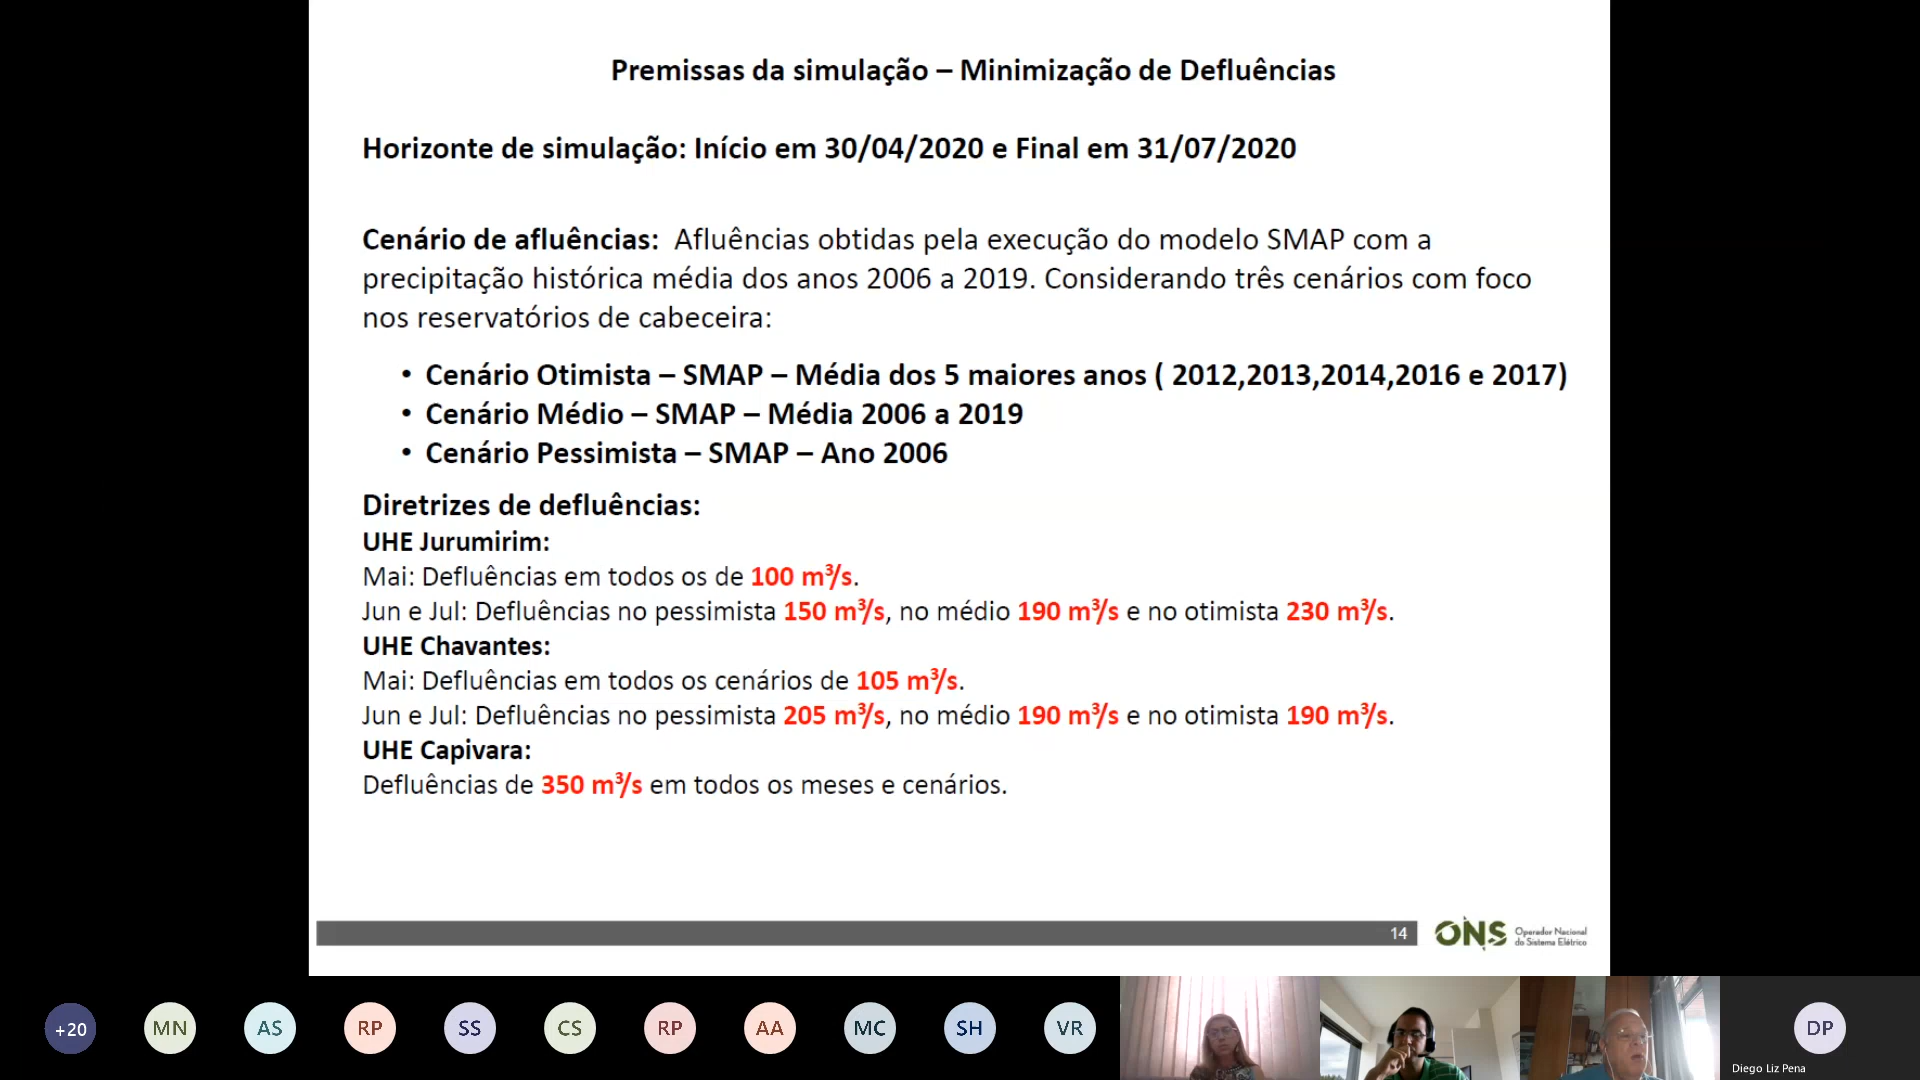 Premissas da simulação – Minimização de Defluências
Horizonte de simulação: Início em 30/04/2020 e Final em 31/07/2020
Cenário de afluências: Afluências obtidas pela execução do modelo SMAP com a
precipitação histórica média dos anos 2006 a 2019. Considerando três cenários com foco
nos reservatórios de cabeceira:
• Cenário Otimista – SMAP – Média dos 5 maiores anos ( 2012,2013,2014,2016 e 2017)
• Cenário Médio – SMAP – Média 2006 a 2019
• Cenário Pessimista – SMAP – Ano 2006
Diretrizes de defluências:
UHE Jurumirim:
Mai: Defluências em todos os de 100 m³/s.
Jun e Jul: Defluências no pessimista 150 m³/s, no médio 190 m³/s e no otimista 230 m³/s.
UHE Chavantes:
Mai: Defluências em todos os cenários de 105 m³/s.
Jun e Jul: Defluências no pessimista 205 m³/s, no médio 190 m³/s e no otimista 190 m³/s.
UHE Capivara:
Defluências de 350 m³/s em todos os meses e cenários.
14
ONS
Operador Nacional
do Sistema Elétrico
+20 MN AS RP SS CS RP AA MC SH VR DP
Diego Liz Pena